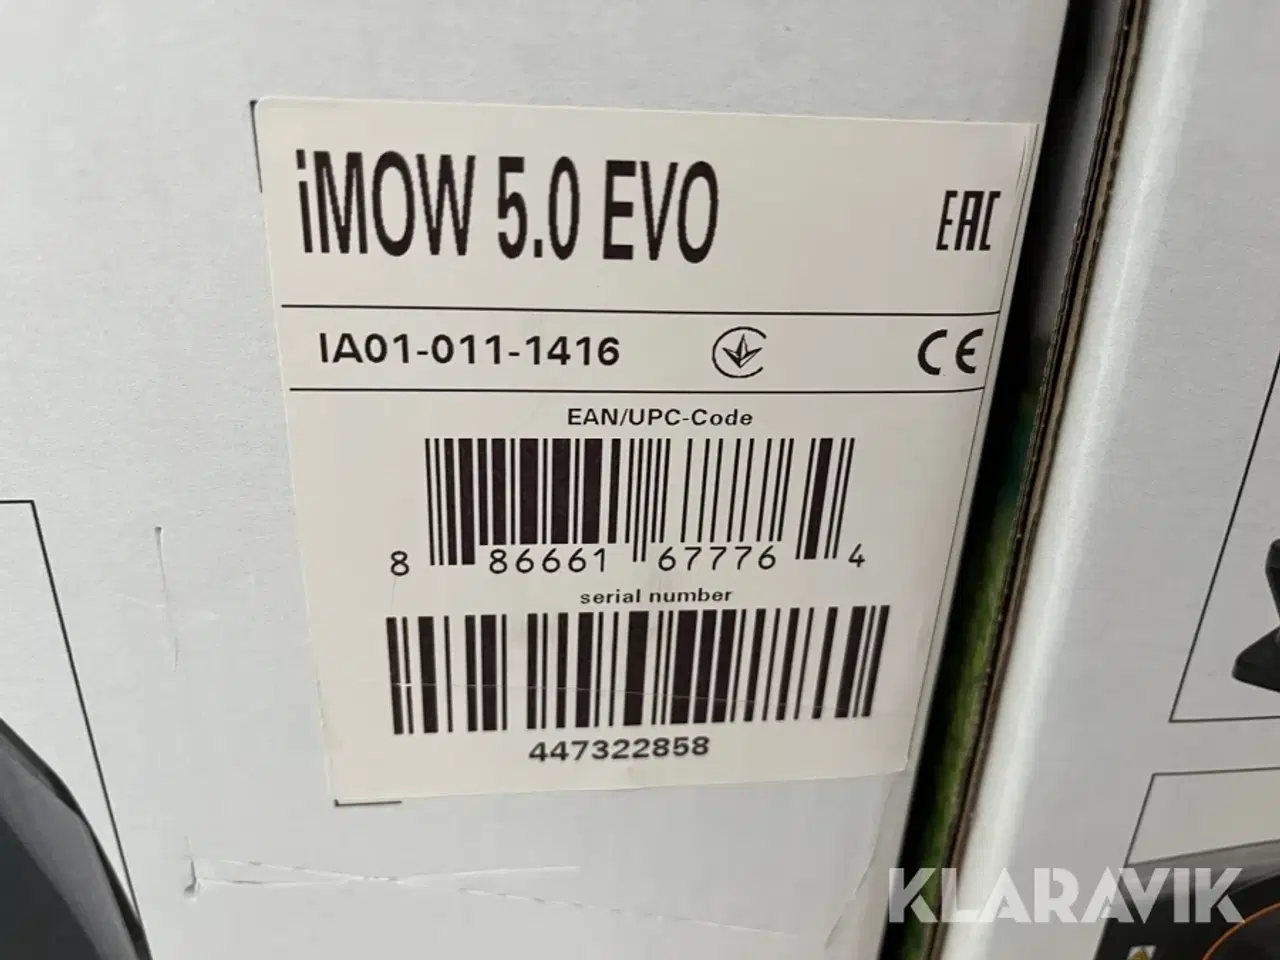 iMOW 5.0 EVO
EAC
IA01-011-1416
CE
EAN/UPC-Code
8 86661 67776 4
serial number
447322858
KLARAVIK